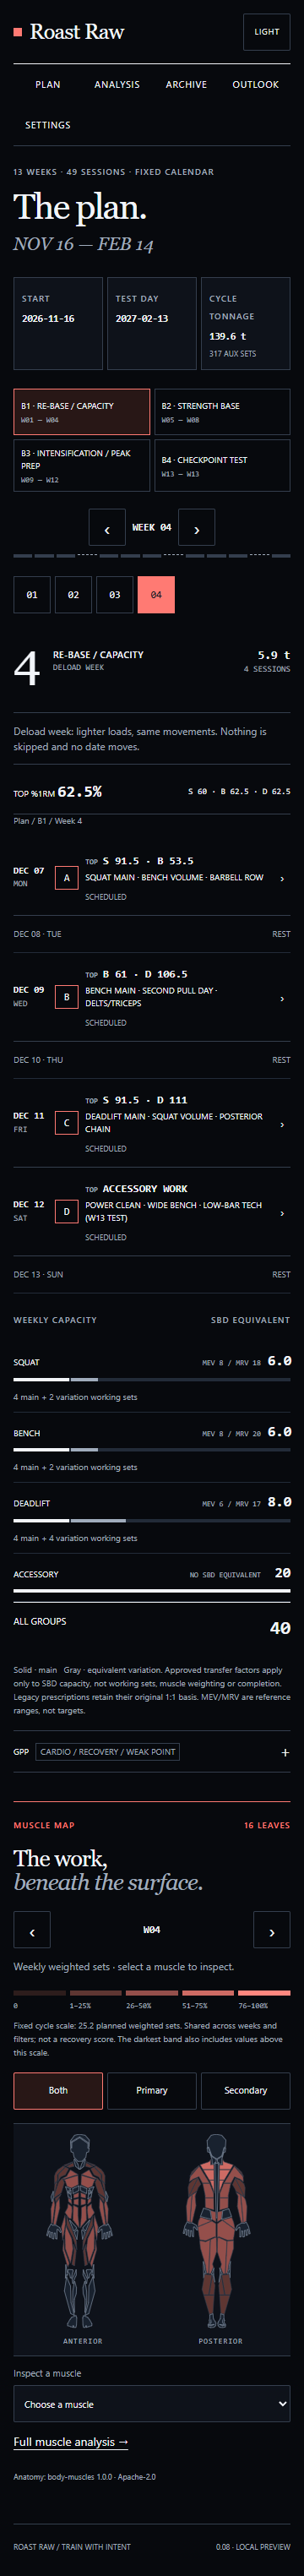 Roast Raw
LIGHT
PLAN ANALYSIS ARCHIVE OUTLOOK
SETTINGS
13 WEEKS · 49 SESSIONS · FIXED CALENDAR
The plan.
NOV 16 — FEB 14
START
2026-11-16
TEST DAY
2027-02-13
CYCLE
TONNAGE
139.6 t
317 AUX SETS
B1 · RE-BASE / CAPACITY
W01 — W04
B2 · STRENGTH BASE
W05 — W08
B3 · INTENSIFICATION / PEAK
PREP
W09 — W12
B4 · CHECKPOINT TEST
W13 — W13
‹ WEEK 04 ›
01 02 03 04
4
RE-BASE / CAPACITY
DELOAD WEEK
5.9 t
4 SESSIONS
Deload week: lighter loads, same movements. Nothing is
skipped and no date moves.
TOP %1RM 62.5%
S 60 · B 62.5 · D 62.5
Plan / B1 / Week 4
DEC 07
MON
A
TOP S 91.5 · B 53.5
SQUAT MAIN · BENCH VOLUME · BARBELL ROW
SCHEDULED
›
DEC 08 · TUE REST
DEC 09
WED
B
TOP B 61 · D 106.5
BENCH MAIN · SECOND PULL DAY ·
DELTS/TRICEPS
SCHEDULED
›
DEC 10 · THU REST
DEC 11
FRI
C
TOP S 91.5 · D 111
DEADLIFT MAIN · SQUAT VOLUME · POSTERIOR
CHAIN
SCHEDULED
›
DEC 12
SAT
D
TOP ACCESSORY WORK
POWER CLEAN · WIDE BENCH · LOW-BAR TECH
(W13 TEST)
SCHEDULED
›
DEC 13 · SUN REST
WEEKLY CAPACITY SBD EQUIVALENT
SQUAT MEV 8 / MRV 18 6.0
4 main + 2 variation working sets
BENCH MEV 8 / MRV 20 6.0
4 main + 2 variation working sets
DEADLIFT MEV 6 / MRV 17 8.0
4 main + 4 variation working sets
ACCESSORY NO SBD EQUIVALENT 20
ALL GROUPS 40
Solid · main Gray · equivalent variation. Approved transfer factors apply
only to SBD capacity, not working sets, muscle weighting or completion.
Legacy prescriptions retain their original 1:1 basis. MEV/MRV are reference
ranges, not targets.
GPP CARDIO / RECOVERY / WEAK POINT +
MUSCLE MAP 16 LEAVES
The work,
beneath the surface.
‹ W04 ›
Weekly weighted sets · select a muscle to inspect.
0 1–25% 26–50% 51–75% 76–100%
Fixed cycle scale: 25.2 planned weighted sets. Shared across weeks and
filters; not a recovery score. The darkest band also includes values above
this scale.
Both Primary Secondary
ANTERIOR POSTERIOR
Inspect a muscle
Choose a muscle
Full muscle analysis →
Anatomy: body-muscles 1.0.0 · Apache-2.0
ROAST RAW / TRAIN WITH INTENT 0.08 · LOCAL PREVIEW